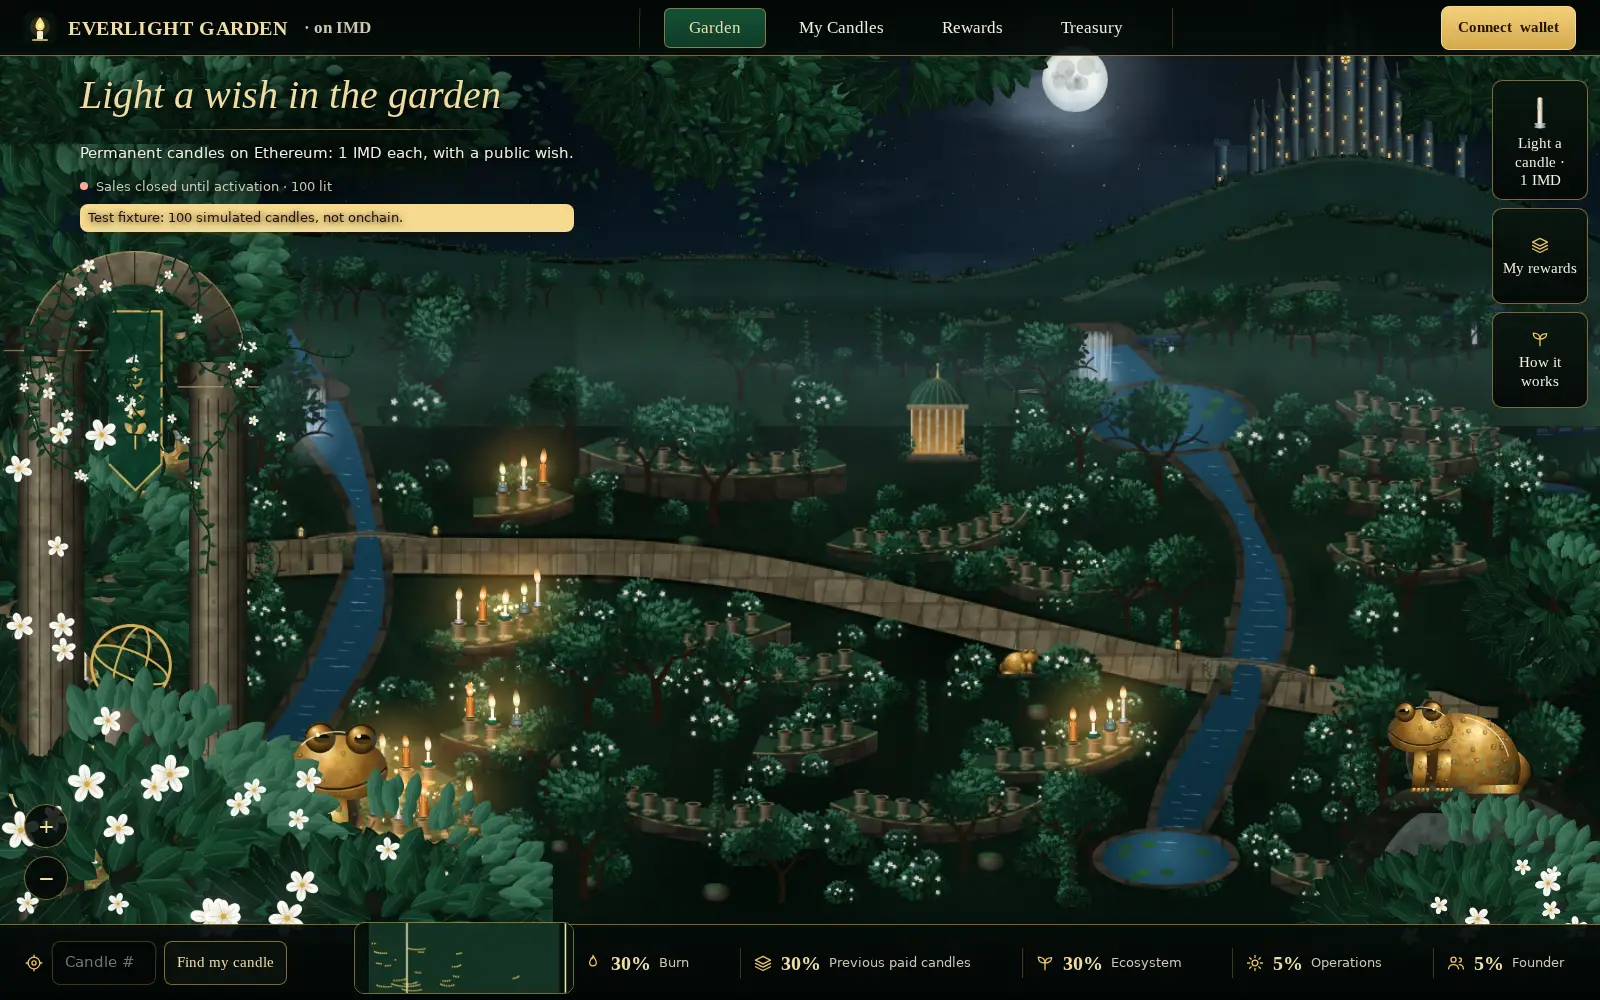 EVERLIGHT GARDEN · on IMD
Garden
My Candles
Rewards
Treasury
Connect wallet
Light a wish in the garden
Permanent candles on Ethereum: 1 IMD each, with a public wish.
Sales closed until activation · 100 lit
Test fixture: 100 simulated candles, not onchain.
Light a
candle ·
1 IMD
My rewards
How it
works
+
−
Candle #
Find my candle
30% Burn
30% Previous paid candles
30% Ecosystem
5% Operations
5% Founder